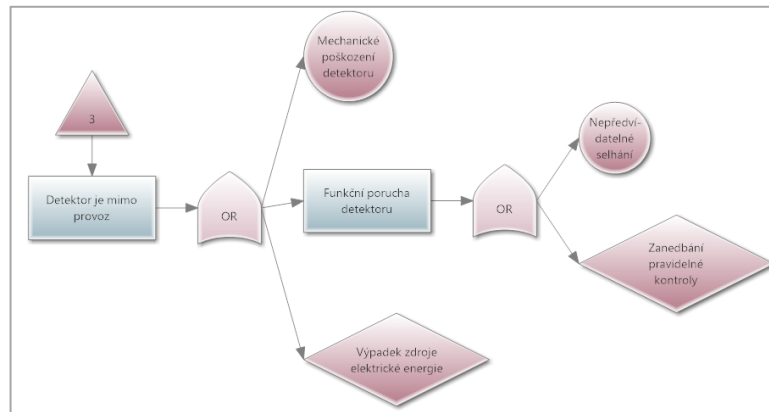 3
Detektor je mimo
provoz
OR
Mechanické
poškození
detektoru
Funkční porucha
detektoru
Výpadek zdroje
elektrické energie
OR
Nepředví-
datelné
selhání
Zanedbání
pravidelné
kontroly